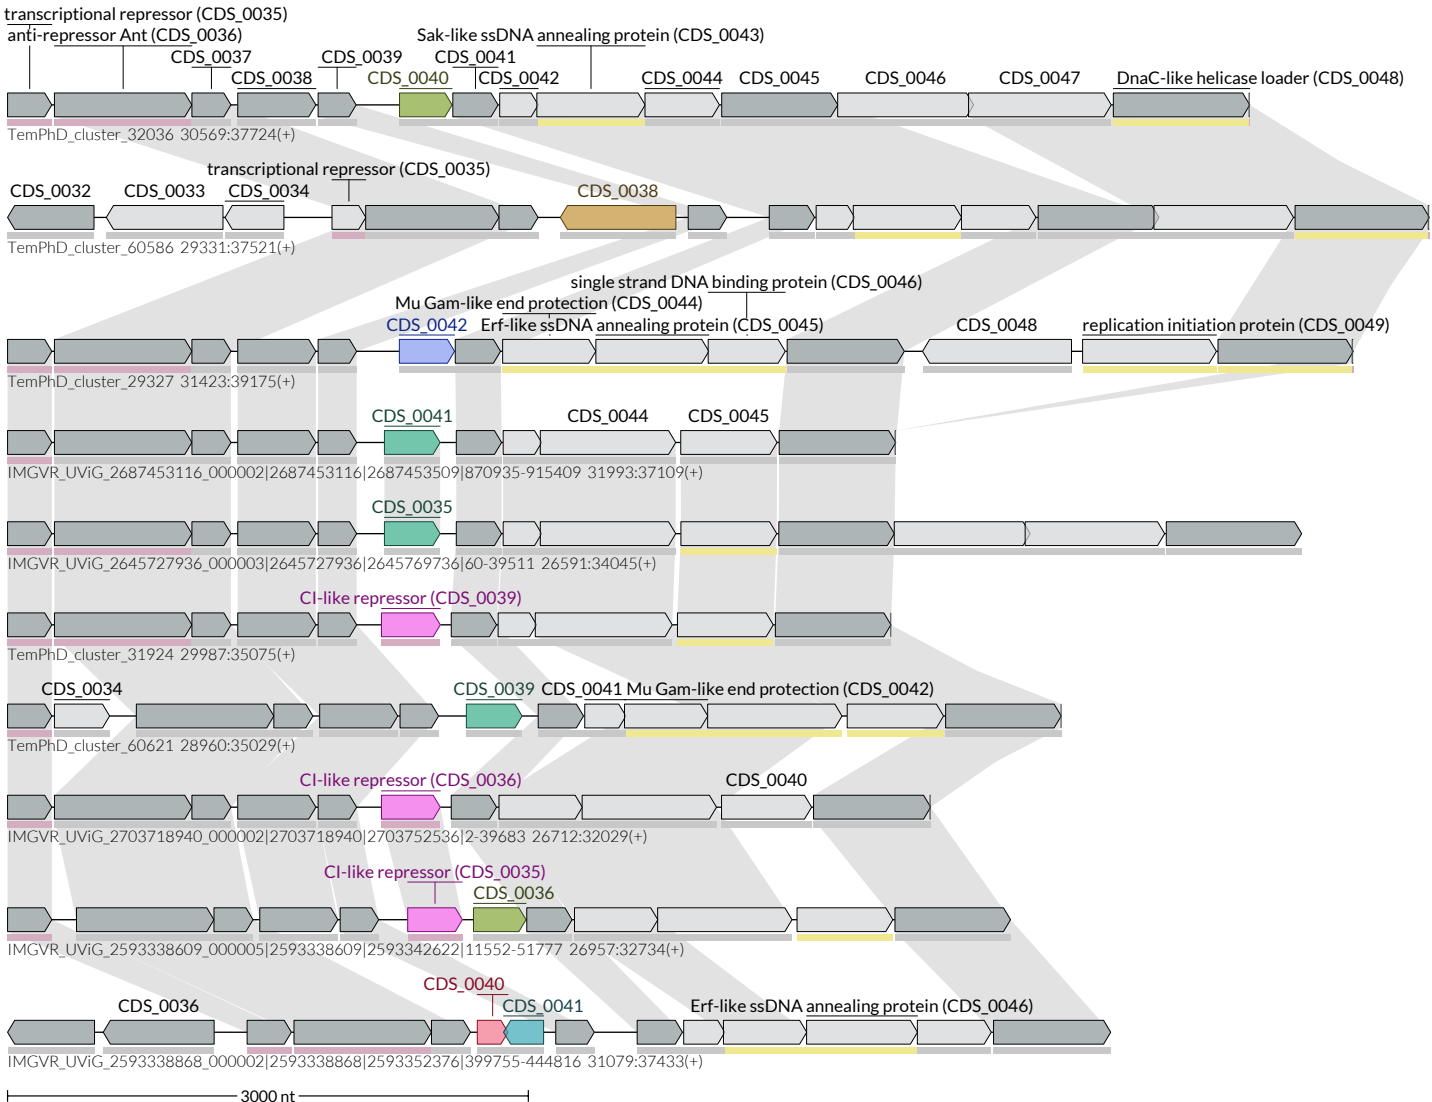 transcriptional repressor (CDS_0035)
anti-repressor Ant (CDS_0036) Sak-like ssDNA annealing protein (CDS_0043)
CDS_0037 CDS_0039 CDS_0041
CDS_0038 CDS_0040 CDS_0042 CDS_0044 CDS_0045 CDS_0046 CDS_0047 DnaC-like helicase loader (CDS_0048)
TemPhD_cluster_32036 30569:37724(+)
transcriptional repressor (CDS_0035)
CDS_0032 CDS_0033 CDS_0034 CDS_0038
TemPhD_cluster_60586 29331:37521(+)
single strand DNA binding protein (CDS_0046)
Mu Gam-like end protection (CDS_0044)
CDS_0042 Erf-like ssDNA annealing protein (CDS_0045) CDS_0048 replication initiation protein (CDS_0049)
TemPhD_cluster_29327 31423:39175(+)
CDS_0041 CDS_0044 CDS_0045
IMGVR_UViG_2687453116_000002|2687453116|2687453509|870935-915409 31993:37109(+)
CDS_0035
IMGVR_UViG_2645727936_000003|2645727936|2645769736|60-39511 26591:34045(+)
CI-like repressor (CDS_0039)
TemPhD_cluster_31924 29987:35075(+)
CDS_0034 CDS_0039 CDS_0041 Mu Gam-like end protection (CDS_0042)
TemPhD_cluster_60621 28960:35029(+)
CI-like repressor (CDS_0036) CDS_0040
IMGVR_UViG_2703718940_000002|2703718940|2703752536|2-39683 26712:32029(+)
CI-like repressor (CDS_0035)
CDS_0036
IMGVR_UViG_2593338609_000005|2593338609|2593342622|11552-51777 26957:32734(+)
CDS_0040
CDS_0036 CDS_0041 Erf-like ssDNA annealing protein (CDS_0046)
IMGVR_UViG_2593338868_000002|2593338868|2593352376|399755-444816 31079:37433(+)
3000 nt